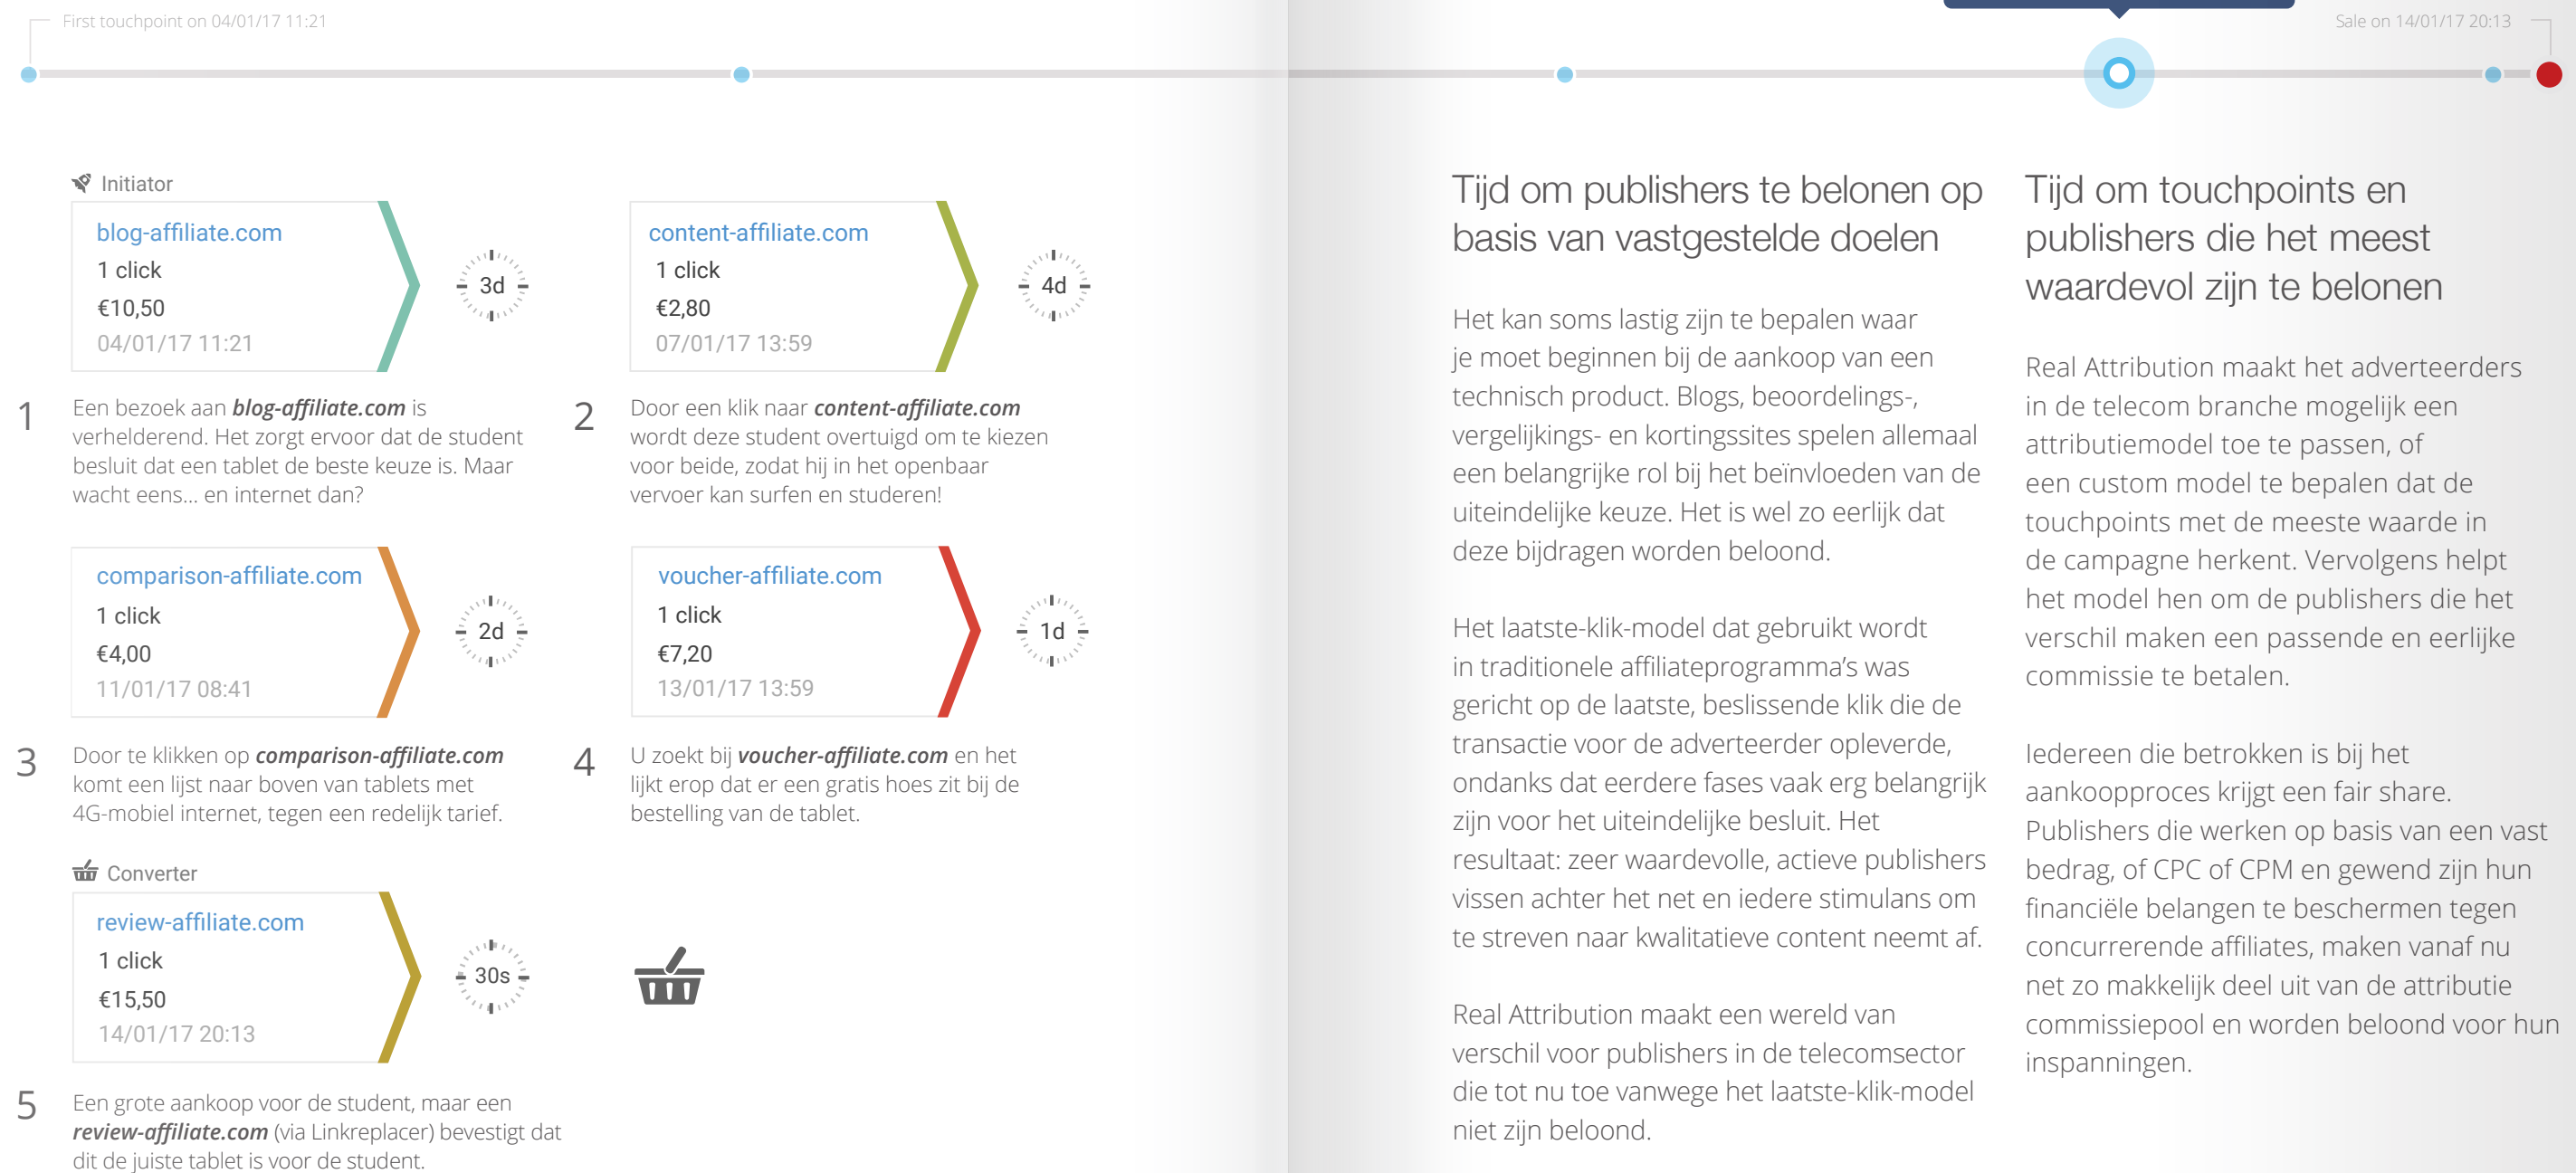 First touchpoint on 04/01/17 11:21
Sale on 14/01/17 20:13
Initiator
blog-affiliate.com
1 click
€10,50
04/01/17 11:21
3d
1
Een bezoek aan blog-affiliate.com is
verhelderend. Het zorgt ervoor dat de student
besluit dat een tablet de beste keuze is. Maar
wacht eens... en internet dan?
content-affiliate.com
1 click
€2,80
07/01/17 13:59
4d
2
Door een klik naar content-affiliate.com
wordt deze student overtuigd om te kiezen
voor beide, zodat hij in het openbaar
vervoer kan surfen en studeren!
comparison-affiliate.com
1 click
€4,00
11/01/17 08:41
2d
3
Door te klikken op comparison-affiliate.com
komt een lijst naar boven van tablets met
4G-mobiel internet, tegen een redelijk tarief.
voucher-affiliate.com
1 click
€7,20
13/01/17 13:59
1d
4
U zoekt bij voucher-affiliate.com en het
lijkt erop dat er een gratis hoes zit bij de
bestelling van de tablet.
Converter
review-affiliate.com
1 click
€15,50
14/01/17 20:13
30s
5
Een grote aankoop voor de student, maar een
review-affiliate.com (via Linkreplacer) bevestigt dat
dit de juiste tablet is voor de student.
Tijd om publishers te belonen op
basis van vastgestelde doelen
Het kan soms lastig zijn te bepalen waar
je moet beginnen bij de aankoop van een
technisch product. Blogs, beoordelings-,
vergelijkings- en kortingssites spelen allemaal
een belangrijke rol bij het beïnvloeden van de
uiteindelijke keuze. Het is wel zo eerlijk dat
deze bijdragen worden beloond.
Het laatste-klik-model dat gebruikt wordt
in traditionele affiliateprogramma's was
gericht op de laatste, beslissende klik die de
transactie voor de adverteerder opleverde,
ondanks dat eerdere fases vaak erg belangrijk
zijn voor het uiteindelijke besluit. Het
resultaat: zeer waardevolle, actieve publishers
vissen achter het net en iedere stimulans om
te streven naar kwalitatieve content neemt af.
Real Attribution maakt een wereld van
verschil voor publishers in de telecomsector
die tot nu toe vanwege het laatste-klik-model
niet zijn beloond.
Tijd om touchpoints en
publishers die het meest
waardevol zijn te belonen
Real Attribution maakt het adverteerders
in de telecom branche mogelijk een
attributiemodel toe te passen, of
een custom model te bepalen dat de
touchpoints met de meeste waarde in
de campagne herkent. Vervolgens helpt
het model hen om de publishers die het
verschil maken een passende en eerlijke
commissie te betalen.
Iedereen die betrokken is bij het
aankoopproces krijgt een fair share.
Publishers die werken op basis van een vast
bedrag, of CPC of CPM en gewend zijn hun
financiële belangen te beschermen tegen
concurrerende affiliates, maken vanaf nu
net zo makkelijk deel uit van de attributie
commissiepool en worden beloond voor hun
inspanningen.